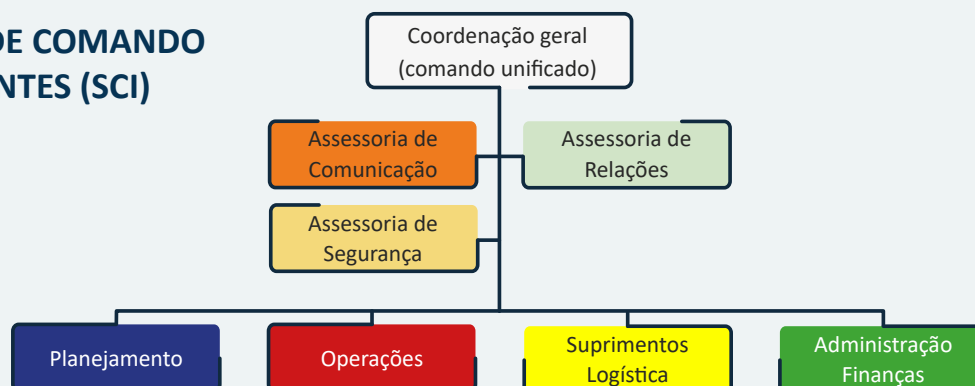 DE COMANDO
NTES (SCI)
Coordenação geral
(comando unificado)
Assessoria de
Comunicação
Assessoria de
Relações
Assessoria de
Segurança
Planejamento
Operações
Suprimentos
Logística
Administração
Finanças